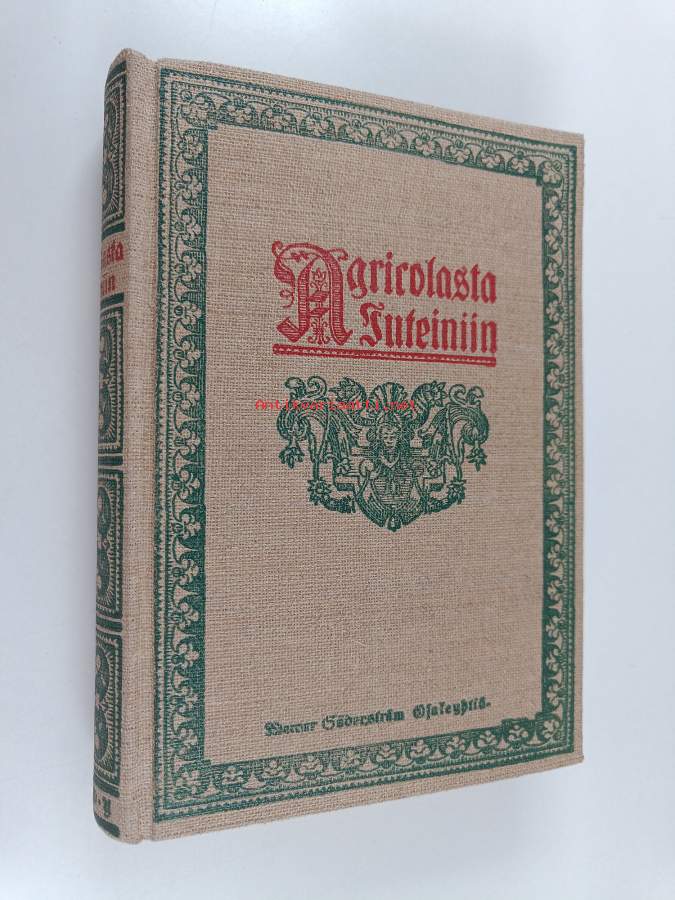 Agricolasta
Juteiniin
Antikvariaatti.net
Werner Söderström Osakeyhtiö.